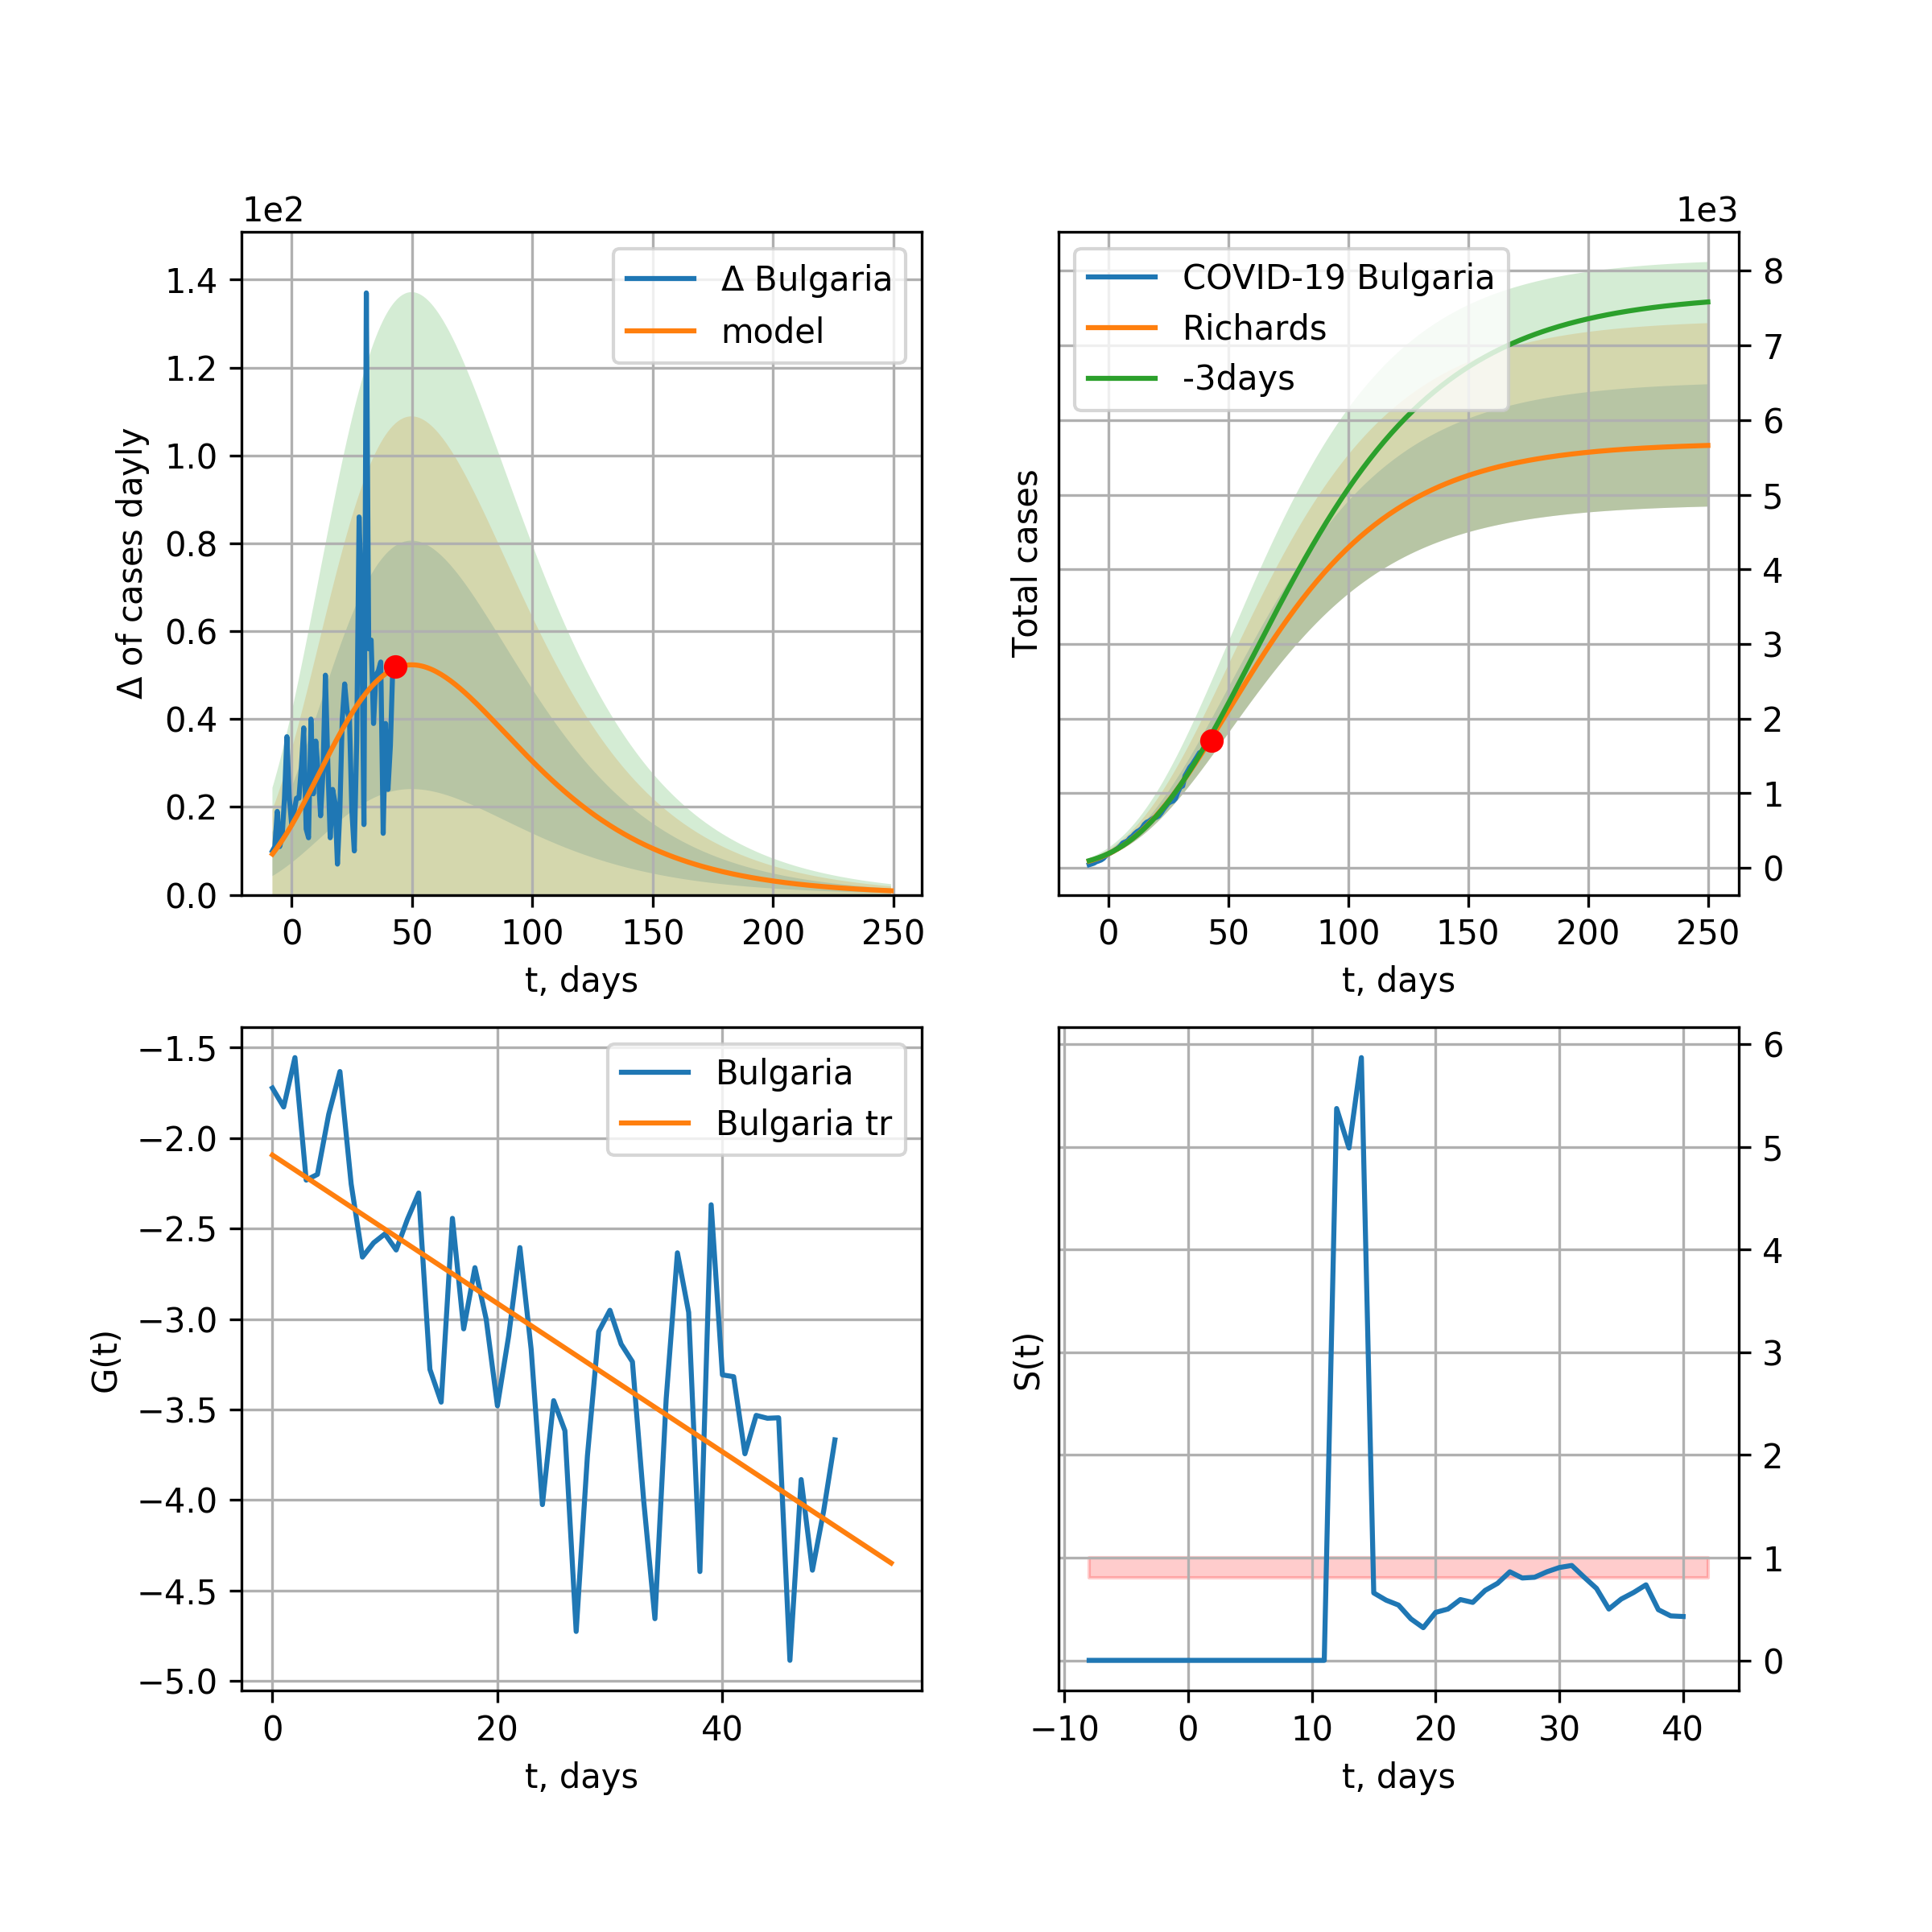 1e2
Δ of cases dayly
1.4
1.2
1.0
0.8
0.6
0.4
0.2
0.0
Δ Bulgaria
model
0 50 100 150 200 250
t, days
1e3
Total cases
COVID-19 Bulgaria
Richards
-3days
8
7
6
5
4
3
2
1
0
0 50 100 150 200 250
t, days
G(t)
−1.5
−2.0
−2.5
−3.0
−3.5
−4.0
−4.5
−5.0
Bulgaria
Bulgaria tr
0 20 40
t, days
S(t)
6
5
4
3
2
1
0
−10 0 10 20 30 40
t, days